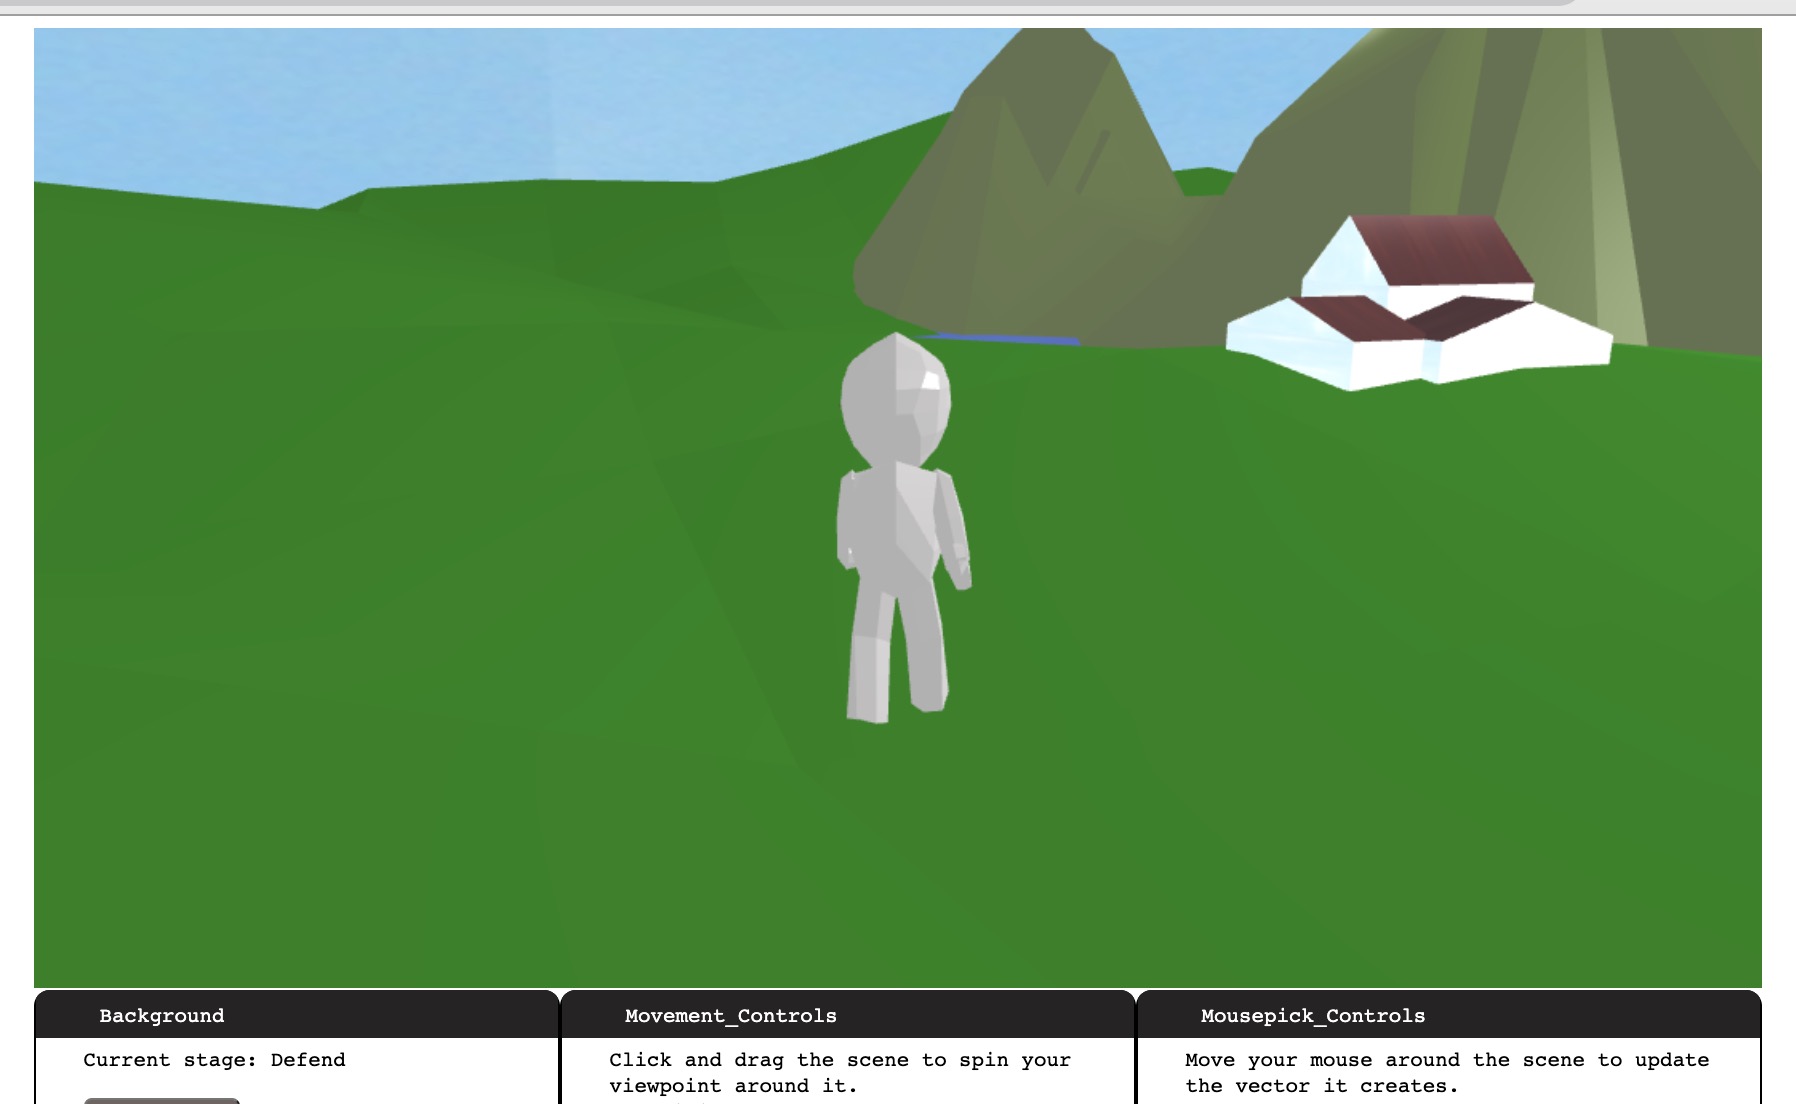 Background
Current stage: Defend
Movement_Controls
Click and drag the scene to spin your
viewpoint around it.
Mousepick_Controls
Move your mouse around the scene to update
the vector it creates.